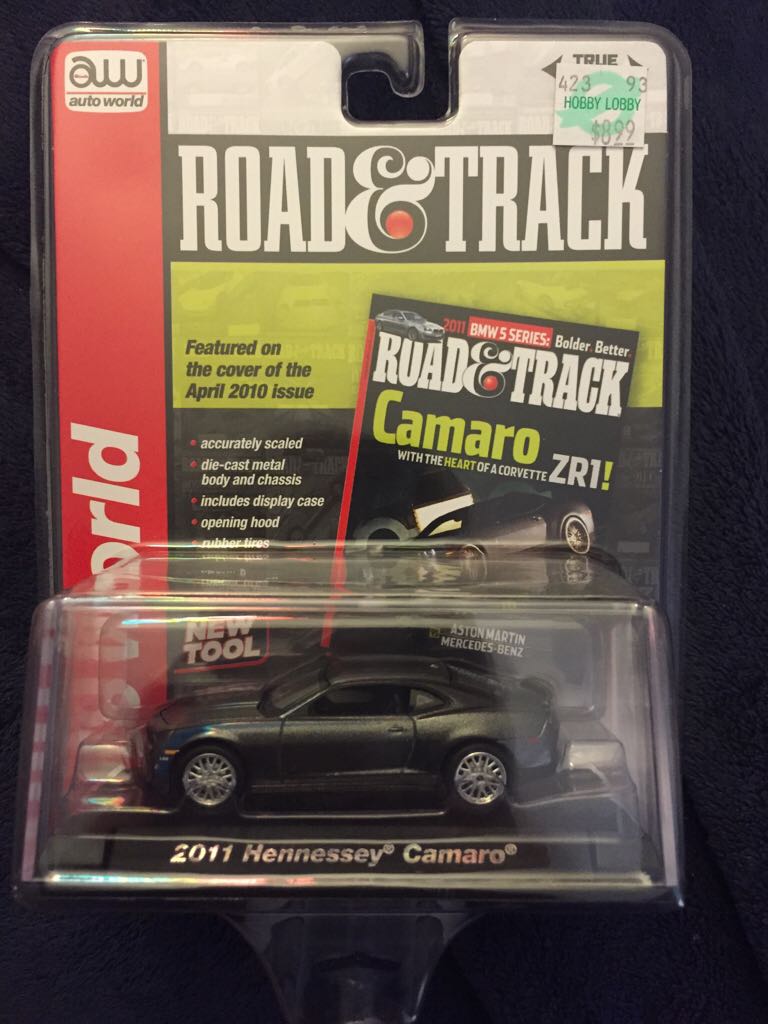 aw
auto world
TRUE
423 93
HOBBY LOBBY
$8.99
ROAD & TRACK
Featured on
the cover of the
April 2010 issue
• accurately scaled
• die-cast metal
body and chassis
• includes display case
• opening hood
• rubber tires
2011 BMW 5 SERIES: Bolder. Better.
ROAD & TRACK
Camaro
WITH THE HEART OF A CORVETTE ZR1!
world
NEW
TOOL
ASTON MARTIN
MERCEDES-BENZ
2011 Hennessey® Camaro®